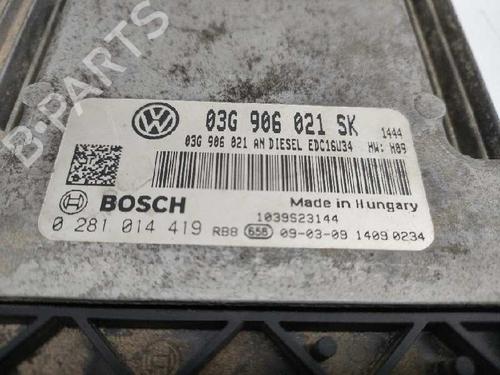 03G 906 021 SK 1444
03G 906 021 AN DIESEL EDC16U34 HW: H09
BOSCH Made in Hungary
1039S23144
0 281 014 419 RB8 658 09-03-09 1409 0234
B-PARTS